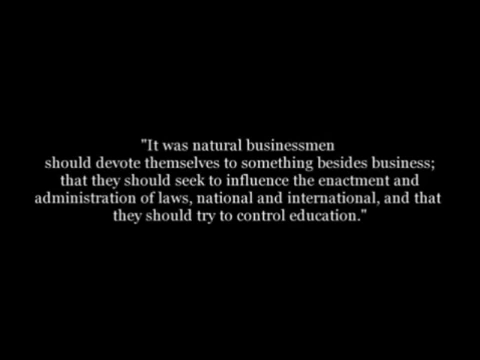 "It was natural businessmen
should devote themselves to something besides business;
that they should seek to influence the enactment and
administration of laws, national and international, and that
they should try to control education."